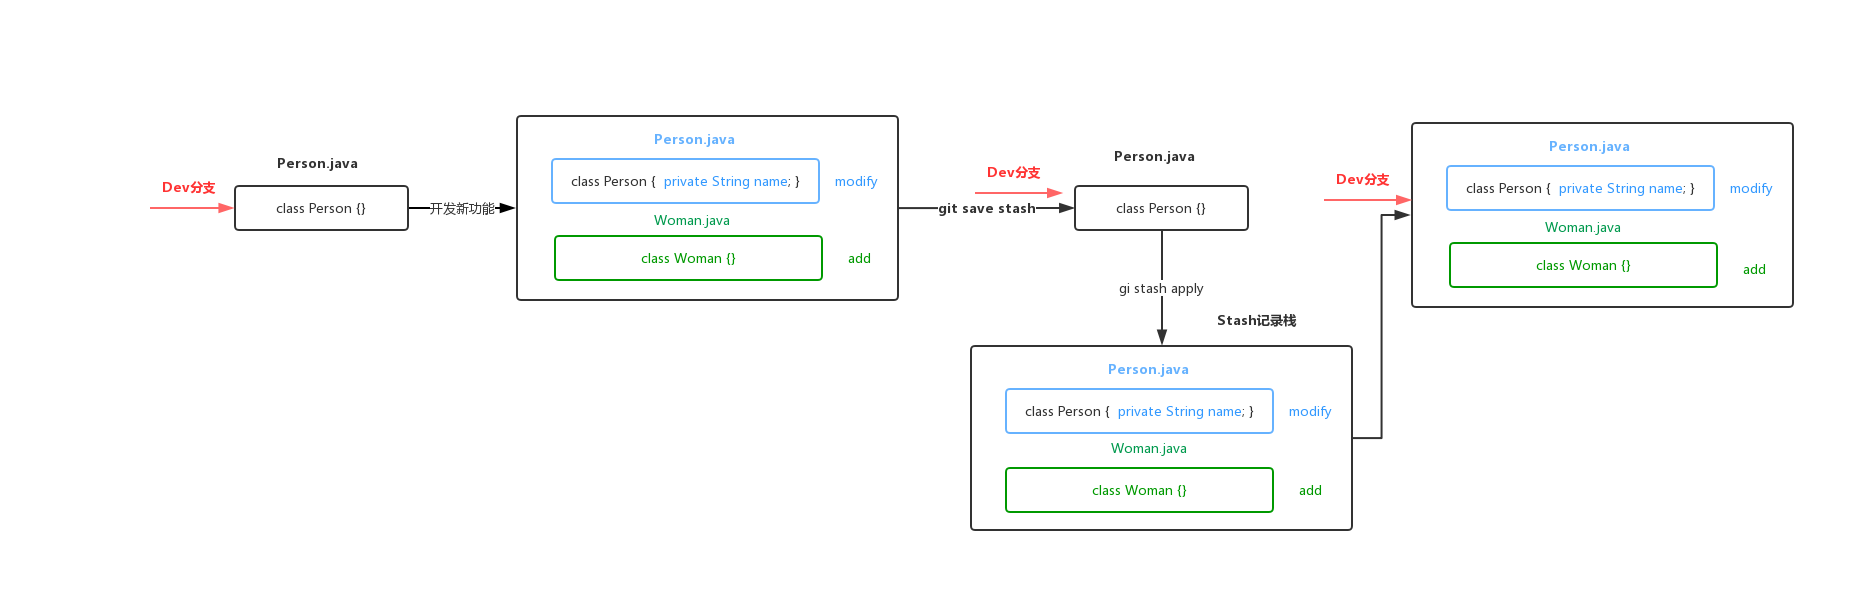 Person.java
Dev分支
class Person {}
开发新功能
Person.java
class Person {  private String name; }
modify
Woman.java
class Woman {}
add
git save stash
Person.java
Dev分支
class Person {}
gi stash apply
Stash记录栈
Person.java
class Person {  private String name; }
modify
Woman.java
class Woman {}
add
Dev分支
Person.java
class Person {  private String name; }
modify
Woman.java
class Woman {}
add